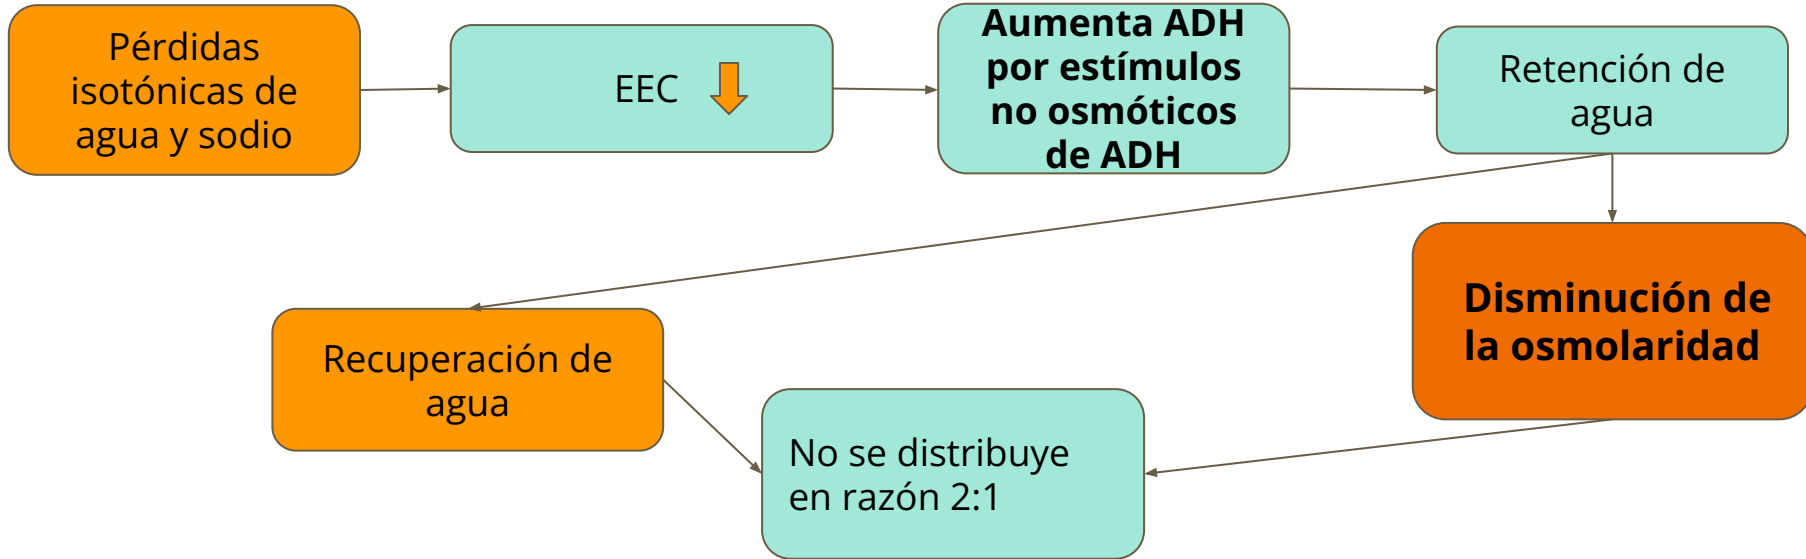 Pérdidas
isotónicas de
agua y sodio
EEC
Aumenta ADH
por estímulos
no osmóticos
de ADH
Retención de
agua
Disminución de
la osmolaridad
Recuperación de
agua
No se distribuye
en razón 2:1